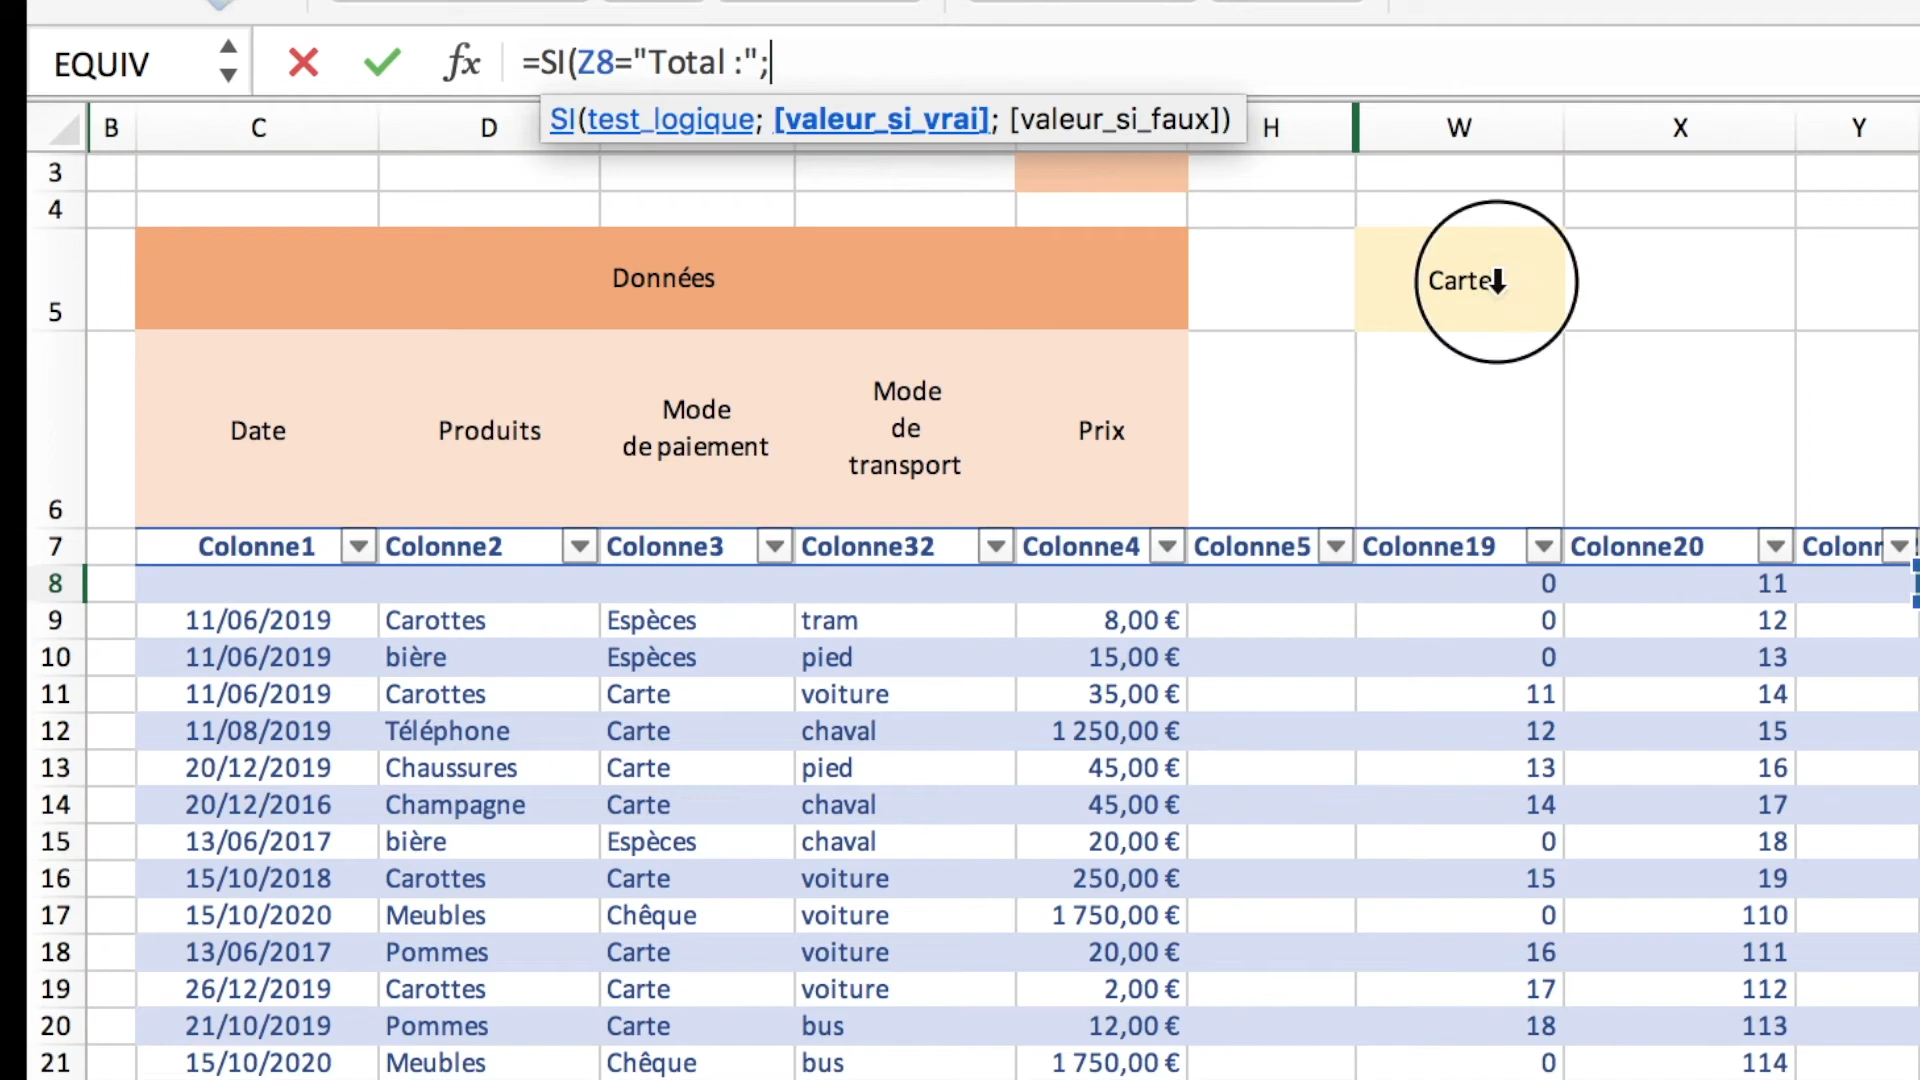 EQUIV fx =SI(Z8="Total :";
SI(test_logique; [valeur_si_vrai]; [valeur_si_faux])
B C D H W X Y
3
4
5 Données Carte
6 Date Produits Mode de paiement Mode de transport Prix
7 Colonne1 Colonne2 Colonne3 Colonne32 Colonne4 Colonne5 Colonne19 Colonne20 Colonr
8 0 11
9 11/06/2019 Carottes Espèces tram 8,00 € 0 12
10 11/06/2019 bière Espèces pied 15,00 € 0 13
11 11/06/2019 Carottes Carte voiture 35,00 € 11 14
12 11/08/2019 Téléphone Carte chaval 1 250,00 € 12 15
13 20/12/2019 Chaussures Carte pied 45,00 € 13 16
14 20/12/2016 Champagne Carte chaval 45,00 € 14 17
15 13/06/2017 bière Espèces chaval 20,00 € 0 18
16 15/10/2018 Carottes Carte voiture 250,00 € 15 19
17 15/10/2020 Meubles Chêque voiture 1 750,00 € 0 110
18 13/06/2017 Pommes Carte voiture 20,00 € 16 111
19 26/12/2019 Carottes Carte voiture 2,00 € 17 112
20 21/10/2019 Pommes Carte bus 12,00 € 18 113
21 15/10/2020 Meubles Chêque bus 1 750,00 € 0 114